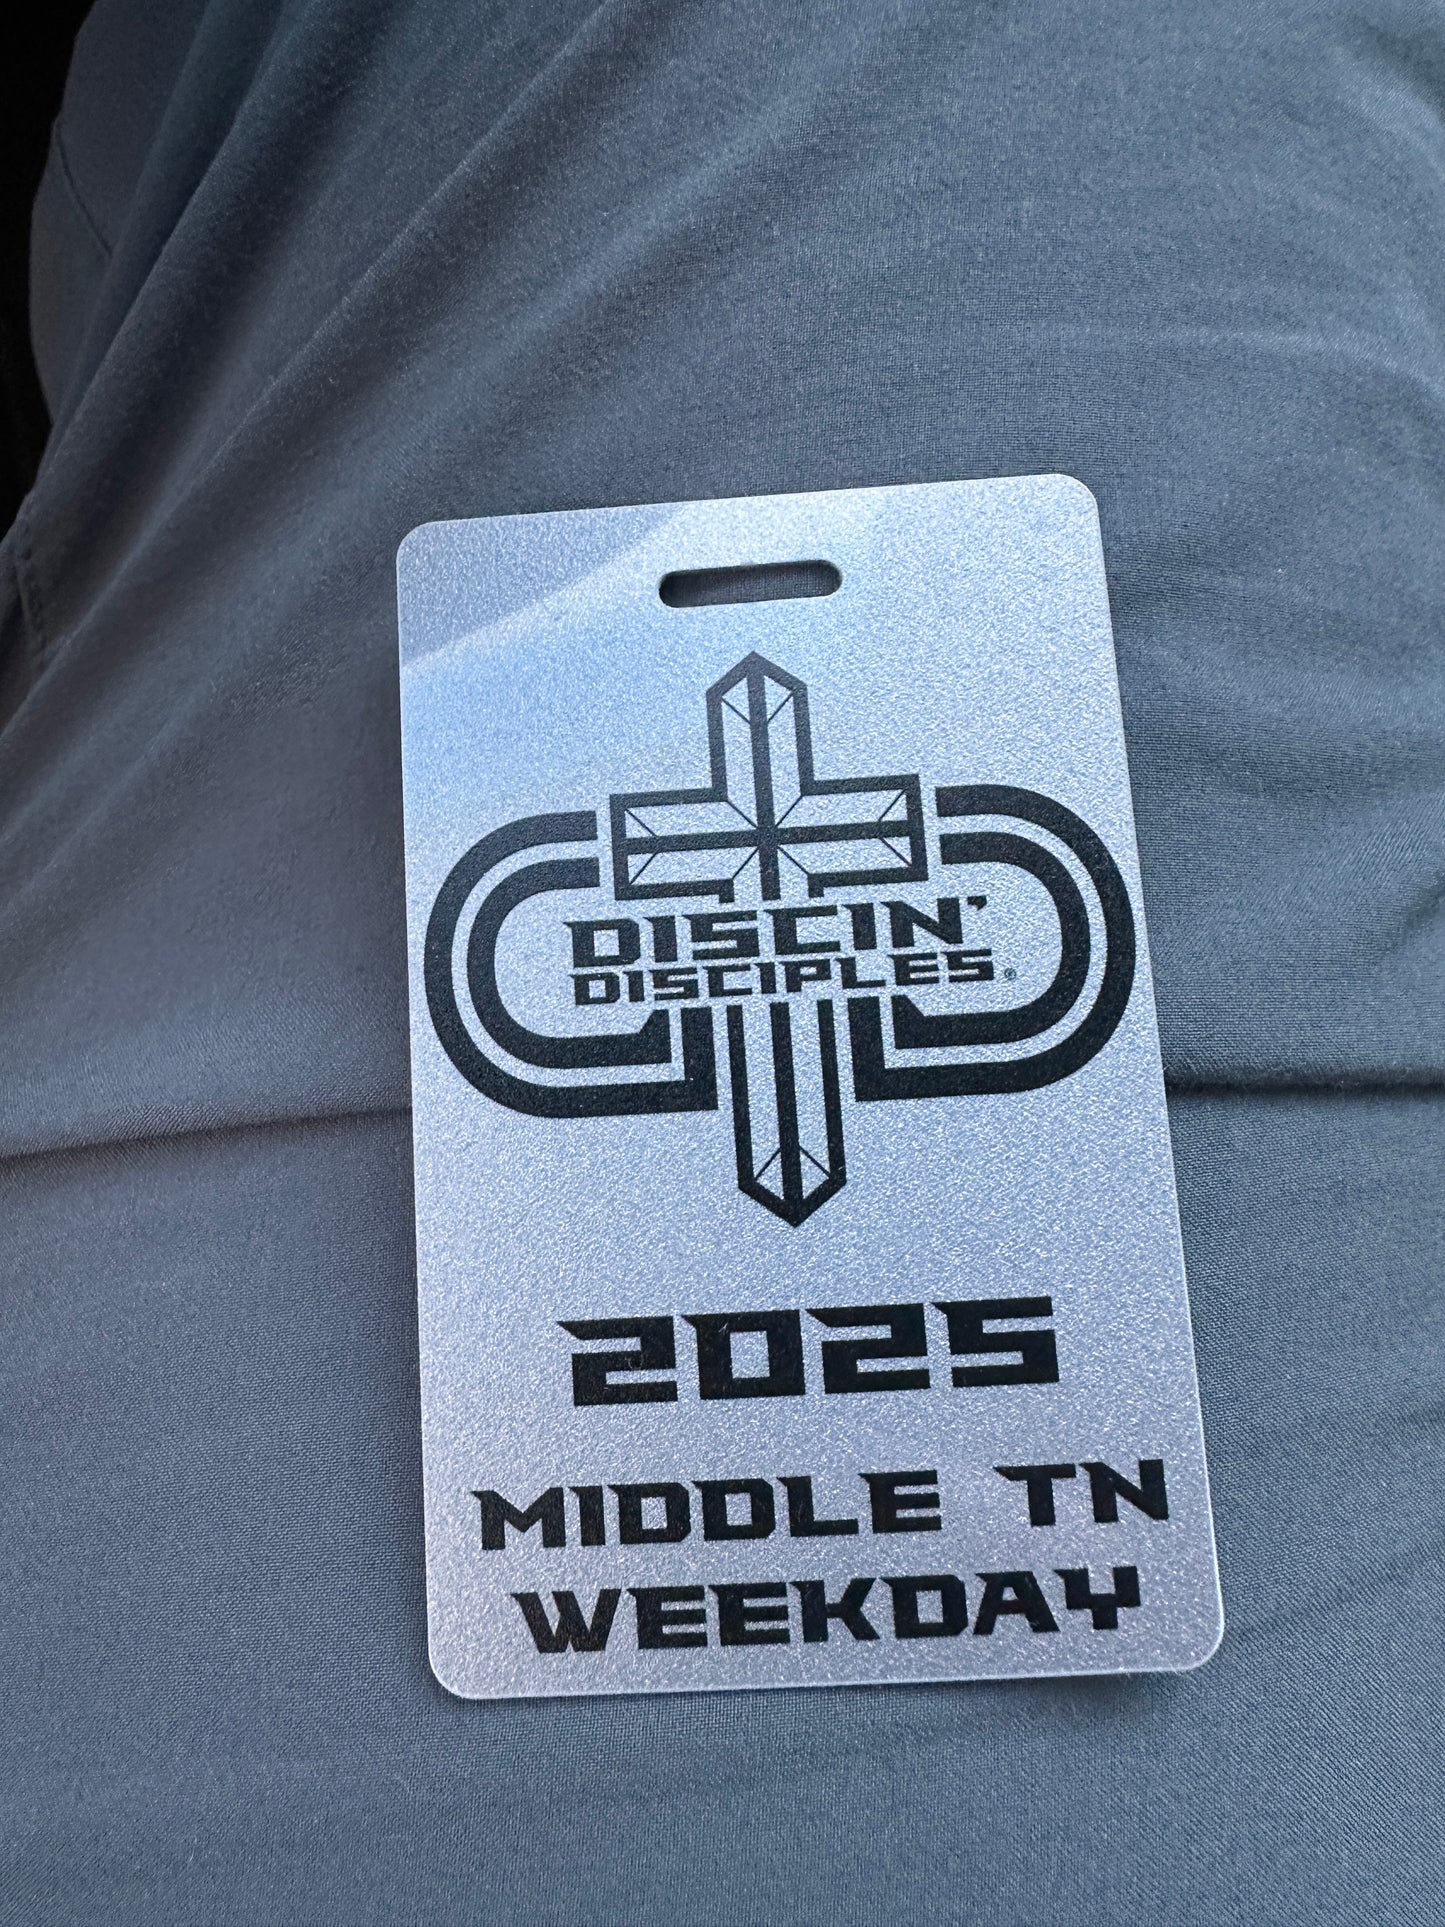 DISCIN'
DISCIPLES®
2025
MIDDLE TN
WEEKDAY